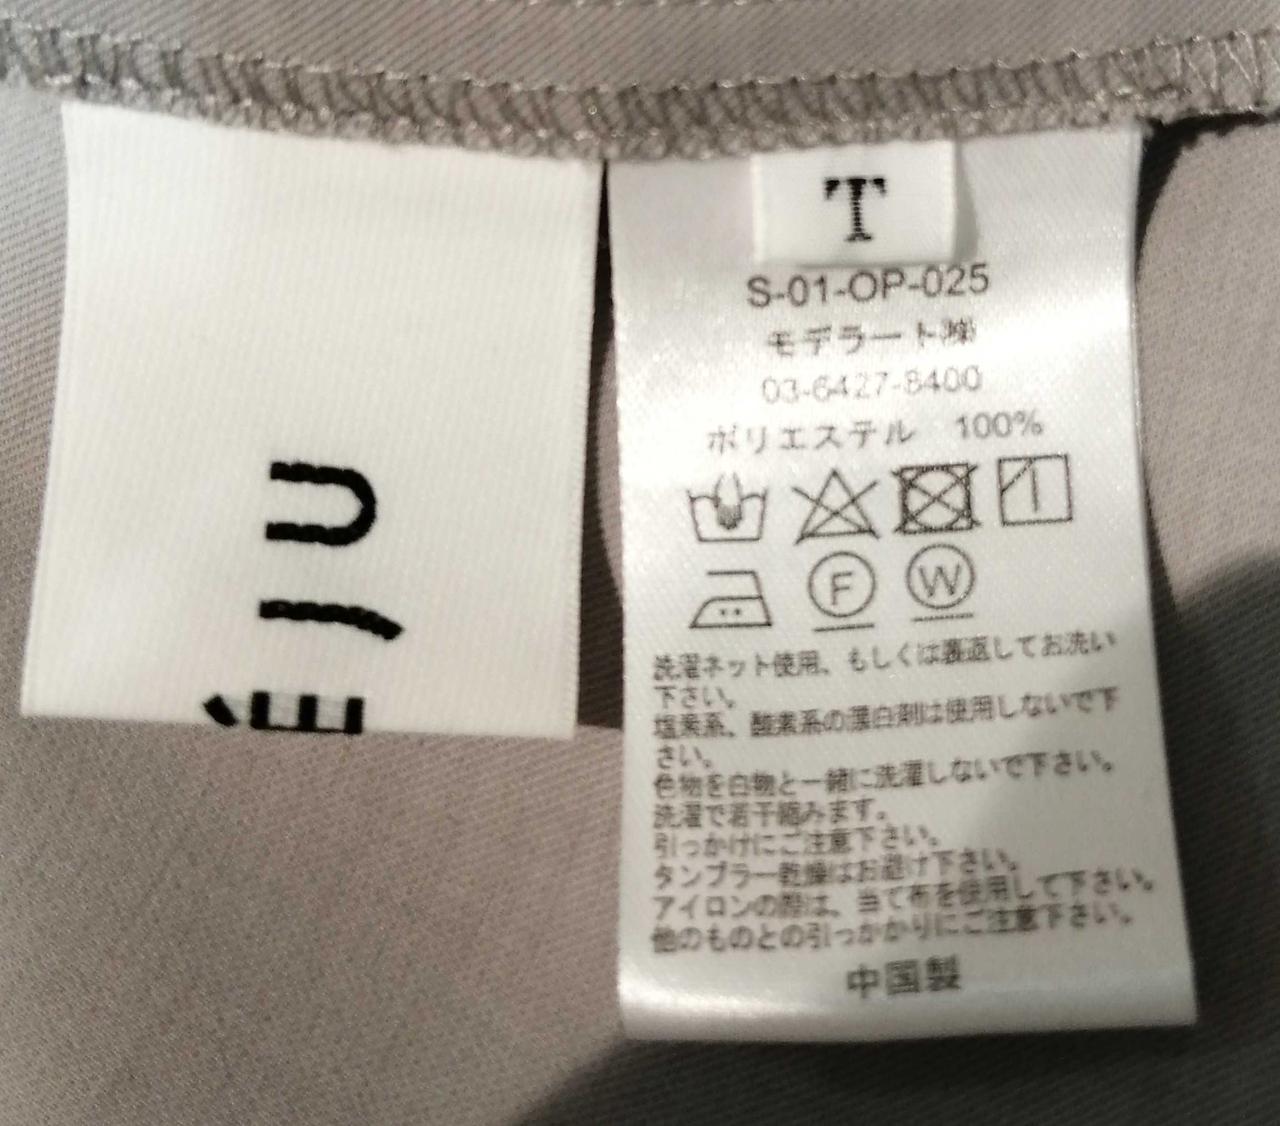 É/U
T
S-01-OP-025
モデラート㈱
03-6427-8400
ポリエステル 100%
F W
洗濯ネット使用、もしくは裏返してお洗い
下さい。
塩素系、酸素系の漂白剤は使用しないで下
さい。
色物を白物と一緒に洗濯しないで下さい。
洗濯で若干縮みます。
引っかけにご注意下さい。
タンブラー乾燥はお避け下さい。
アイロンの際は、当て布を使用して下さい。
他のものとの引っかかりにご注意下さい。
中国製